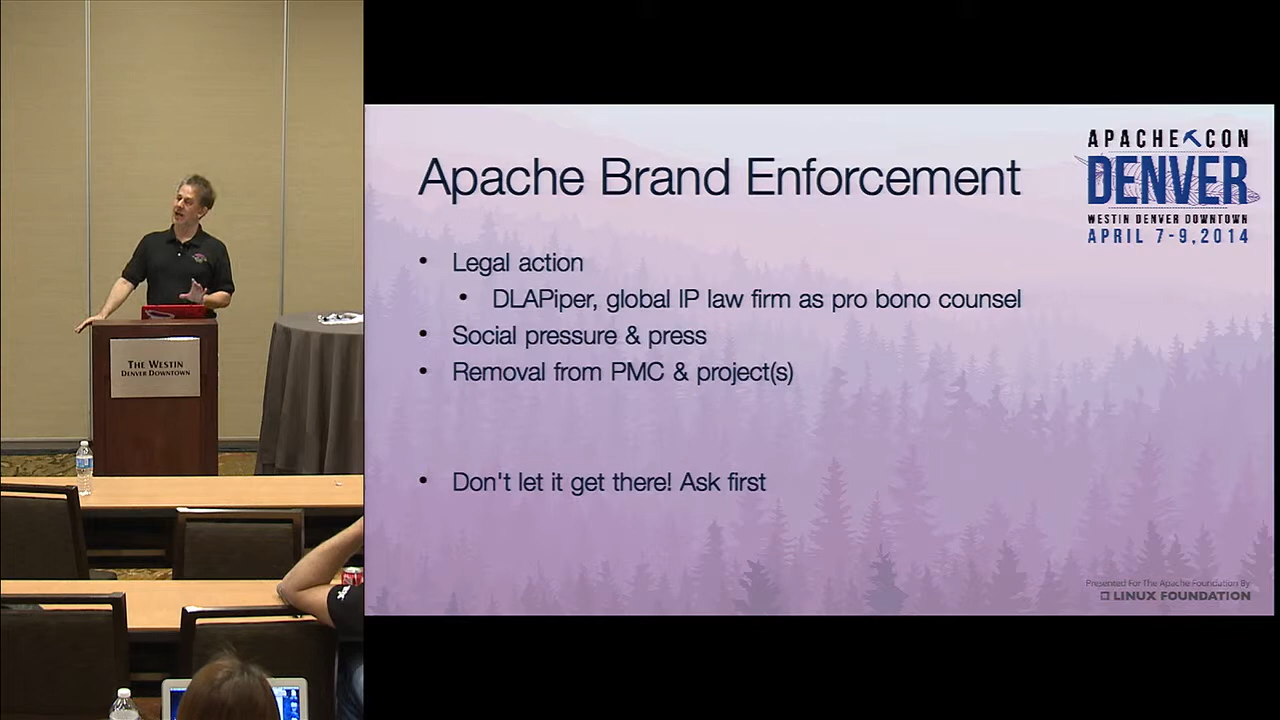 THE WESTIN
DENVER DOWNTOWN
APACHE CON
DENVER
WESTIN DENVER DOWNTOWN
APRIL 7-9, 2014
Apache Brand Enforcement
• Legal action
• DLAPiper, global IP law firm as pro bono counsel
• Social pressure & press
• Removal from PMC & project(s)
• Don't let it get there! Ask first
Presented For The Apache Foundation By
LINUX FOUNDATION